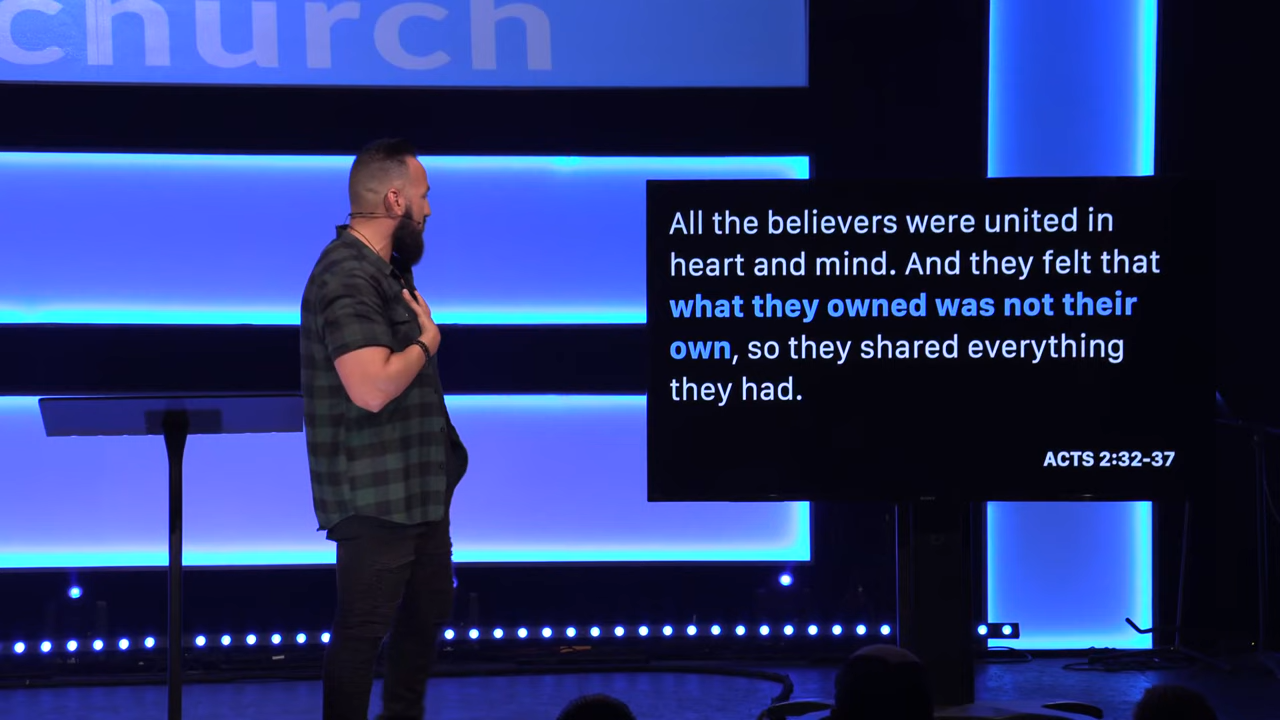 church
All the believers were united in
heart and mind. And they felt that
what they owned was not their
own, so they shared everything
they had.
ACTS 2:32-37